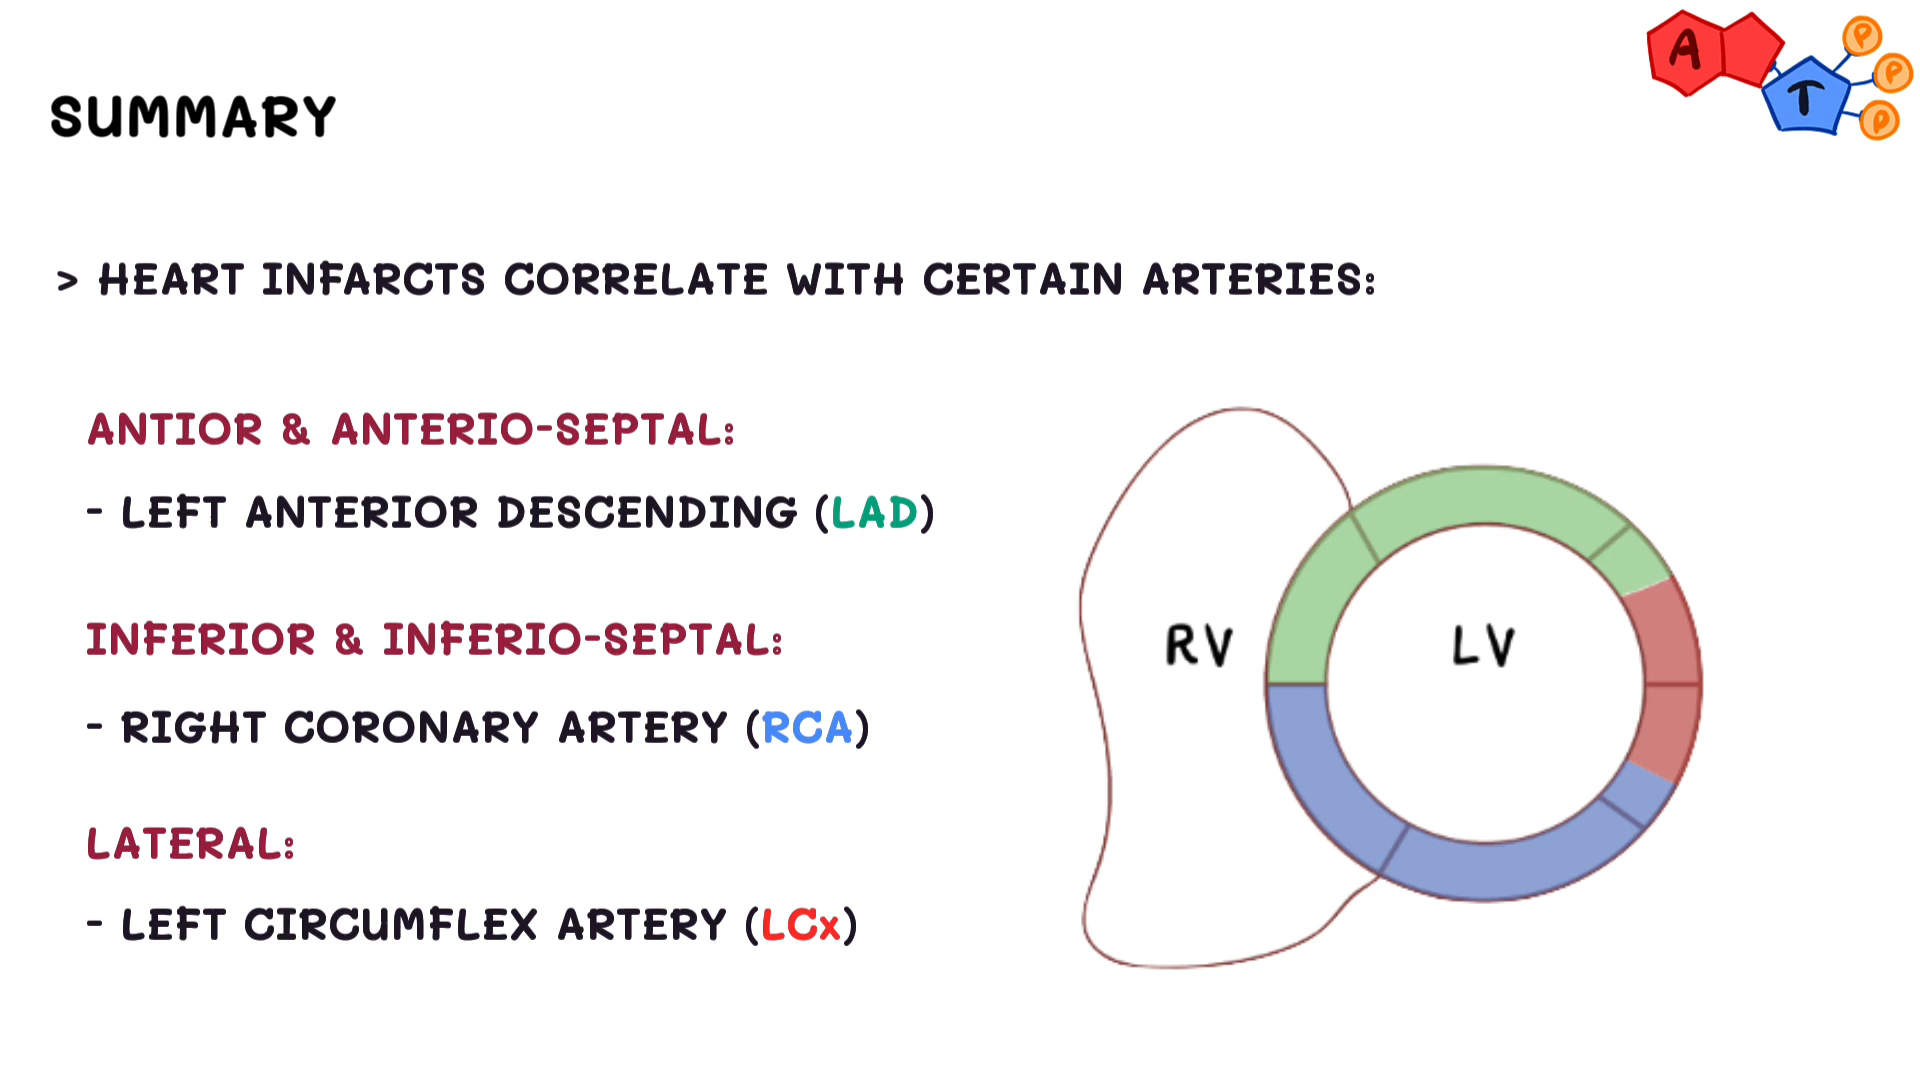 A
T
P
P
P
SUMMARY
> HEART INFARCTS CORRELATE WITH CERTAIN ARTERIES:
ANTIOR & ANTERIO-SEPTAL:
- LEFT ANTERIOR DESCENDING (LAD)
INFERIOR & INFERIO-SEPTAL:
- RIGHT CORONARY ARTERY (RCA)
LATERAL:
- LEFT CIRCUMFLEX ARTERY (LCx)
RV
LV